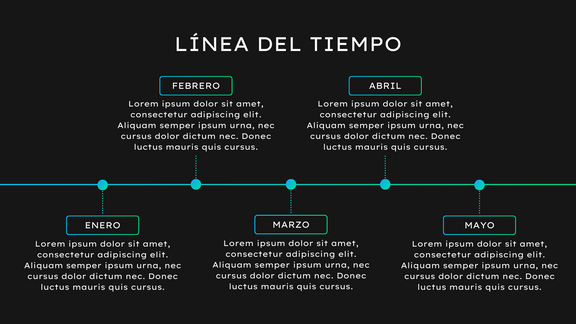 LÍNEA DEL TIEMPO
FEBRERO
Lorem ipsum dolor sit amet,
consectetur adipiscing elit.
Aliquam semper ipsum urna, nec
cursus dolor dictum nec. Donec
luctus mauris quis cursus.
ABRIL
Lorem ipsum dolor sit amet,
consectetur adipiscing elit.
Aliquam semper ipsum urna, nec
cursus dolor dictum nec. Donec
luctus mauris quis cursus.
ENERO
Lorem ipsum dolor sit amet,
consectetur adipiscing elit.
Aliquam semper ipsum urna, nec
cursus dolor dictum nec. Donec
luctus mauris quis cursus.
MARZO
Lorem ipsum dolor sit amet,
consectetur adipiscing elit.
Aliquam semper ipsum urna, nec
cursus dolor dictum nec. Donec
luctus mauris quis cursus.
MAYO
Lorem ipsum dolor sit amet,
consectetur adipiscing elit.
Aliquam semper ipsum urna, nec
cursus dolor dictum nec. Donec
luctus mauris quis cursus.